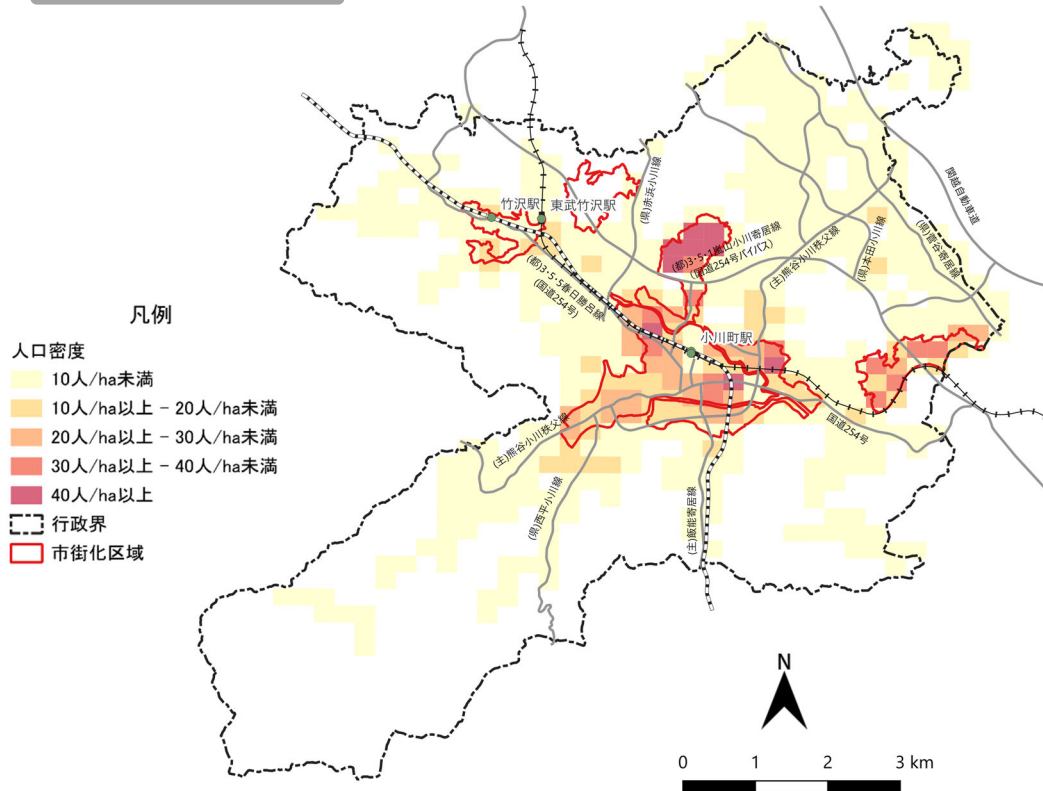 竹沢駅
東武竹沢駅
(県)赤浜小川線
関越自動車道
(都)3・5・1嵐山小川寄居線
(国道254号バイパス)
(主)熊谷小川秩父線
(県)本田小川線
(県)菅谷寄居線
(都)3・5・5春日勝呂線
(国道254号)
小川町駅
国道254号
(主)熊谷小川秩父線
(県)西平小川線
(主)飯能寄居線
凡例
人口密度
10人/ha未満
10人/ha以上 - 20人/ha未満
20人/ha以上 - 30人/ha未満
30人/ha以上 - 40人/ha未満
40人/ha以上
行政界
市街化区域
N
0 1 2 3 km